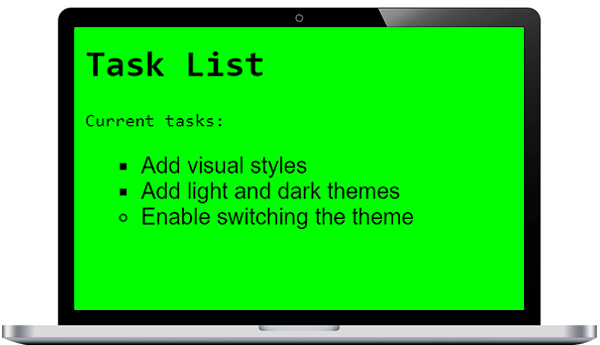 Task List
Current tasks:
Add visual styles
Add light and dark themes
Enable switching the theme